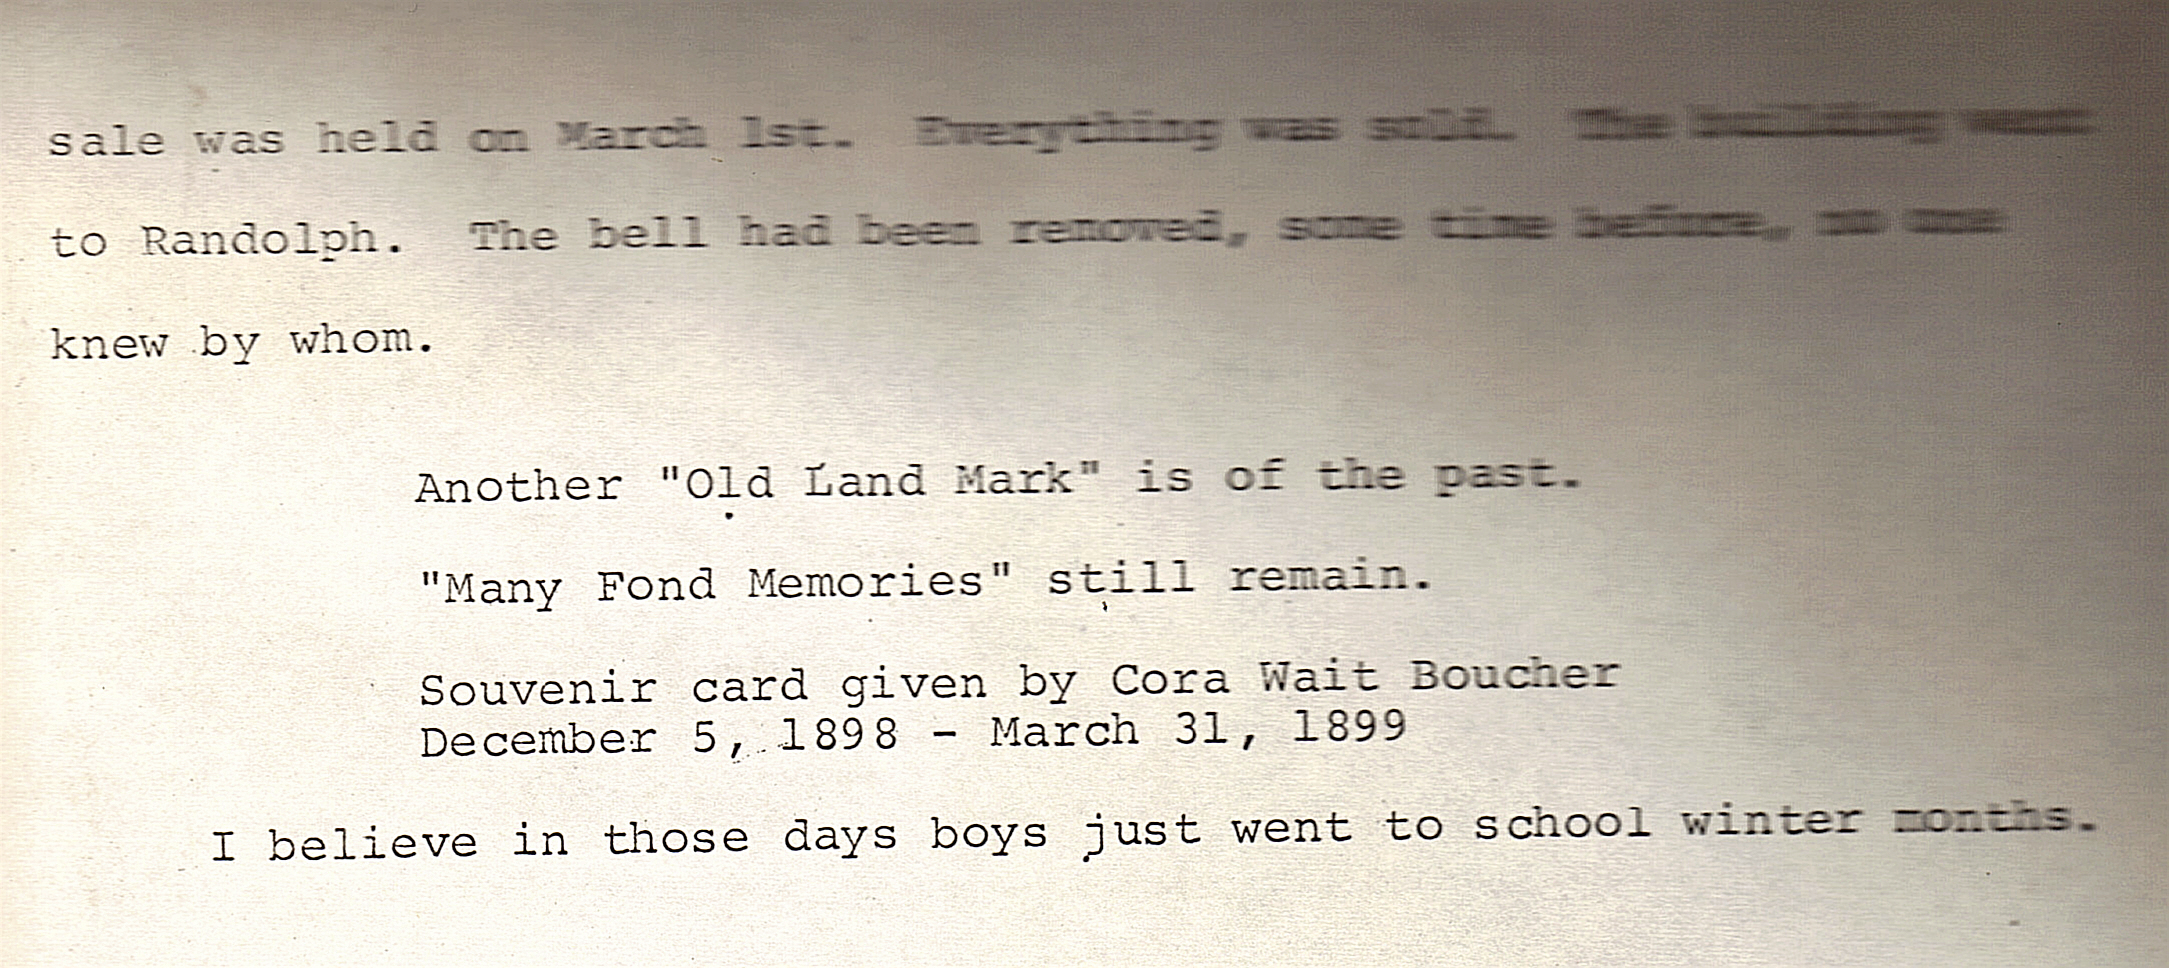 sale was held on March 1st. Everything was sold. The building went
to Randolph. The bell had been removed, some time before, no one
knew by whom.
Another "Old Land Mark" is of the past.
"Many Fond Memories" still remain.
Souvenir card given by Cora Wait Boucher
December 5, 1898 - March 31, 1899
I believe in those days boys just went to school winter months.